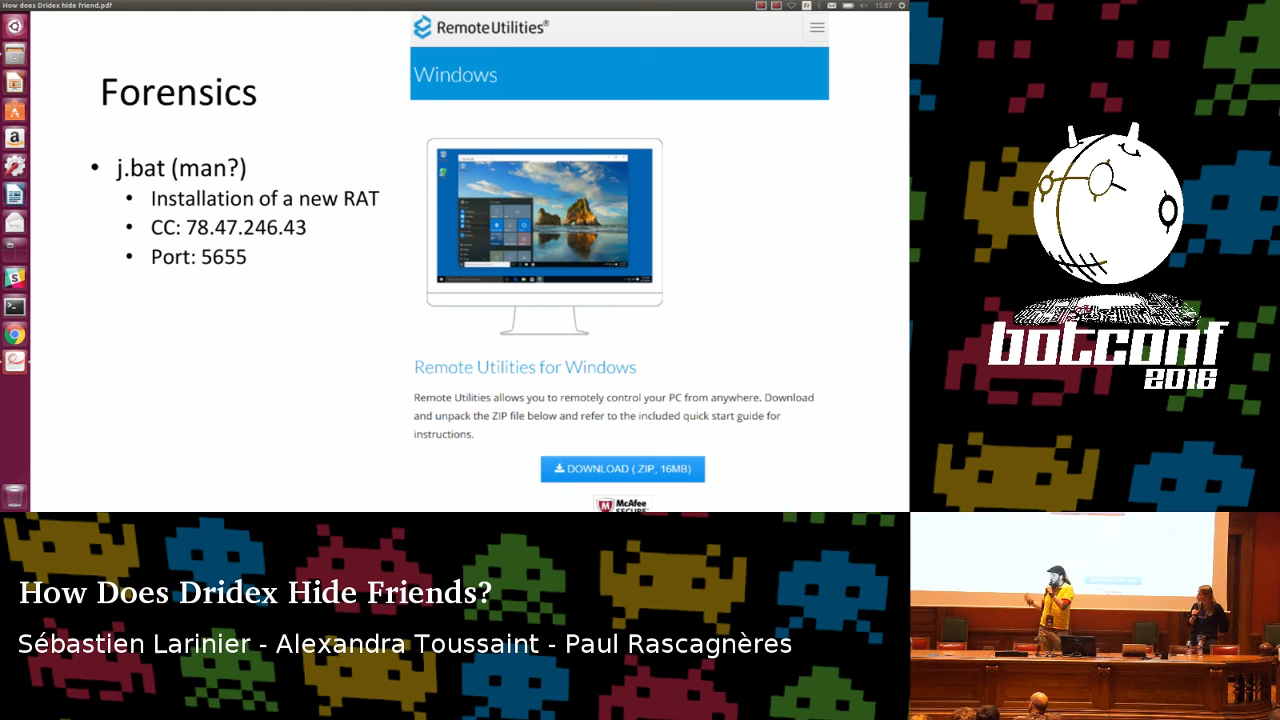 How does Dridex hide friend.pdf
Fr
15:07
Forensics
• j.bat (man?)
• Installation of a new RAT
• CC: 78.47.246.43
• Port: 5655
RemoteUtilities®
Windows
Remote Utilities for Windows
Remote Utilities allows you to remotely control your PC from anywhere. Download
and unpack the ZIP file below and refer to the included quick start guide for
instructions.
DOWNLOAD (.ZIP, 16MB)
McAfee
SECURE
botconf
2016
How Does Dridex Hide Friends?
Sébastien Larinier - Alexandra Toussaint - Paul Rascagnères